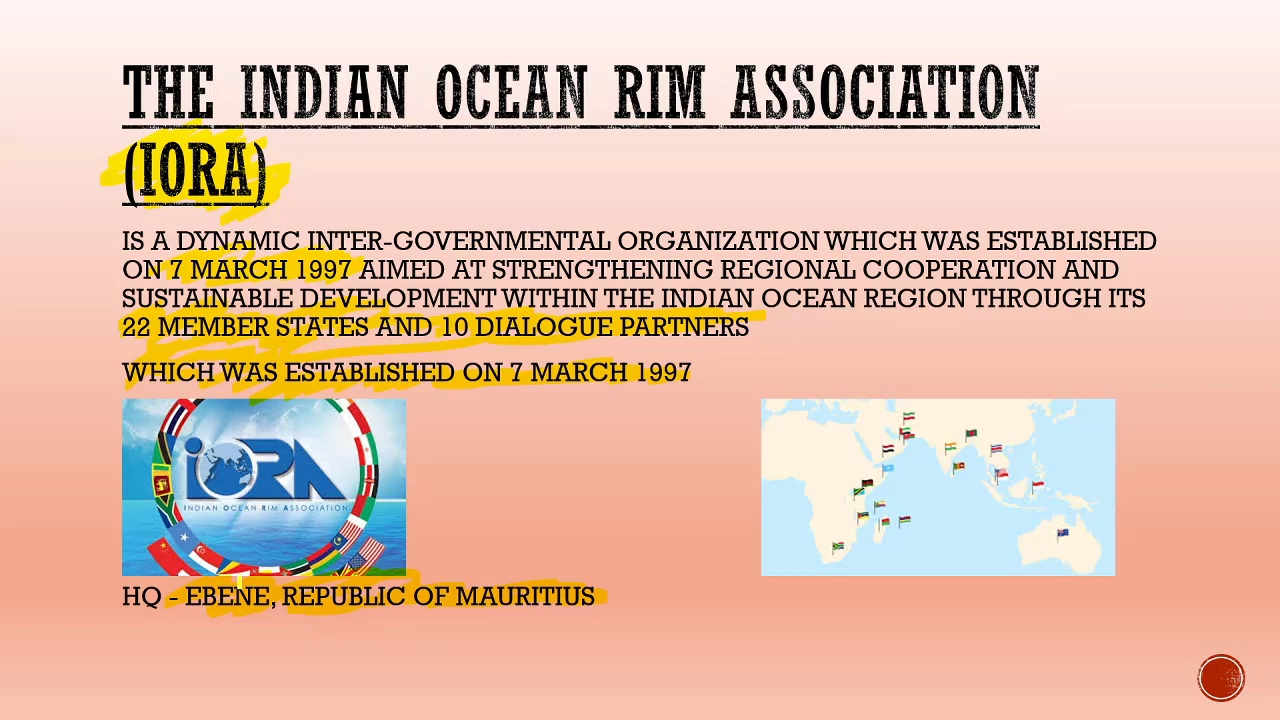 THE INDIAN OCEAN RIM ASSOCIATION
(IORA)
IS A DYNAMIC INTER-GOVERNMENTAL ORGANIZATION WHICH WAS ESTABLISHED
ON 7 MARCH 1997 AIMED AT STRENGTHENING REGIONAL COOPERATION AND
SUSTAINABLE DEVELOPMENT WITHIN THE INDIAN OCEAN REGION THROUGH ITS
22 MEMBER STATES AND 10 DIALOGUE PARTNERS
WHICH WAS ESTABLISHED ON 7 MARCH 1997
iORA
INDIAN OCEAN RIM ASSOCIATION
HQ - EBENE, REPUBLIC OF MAURITIUS